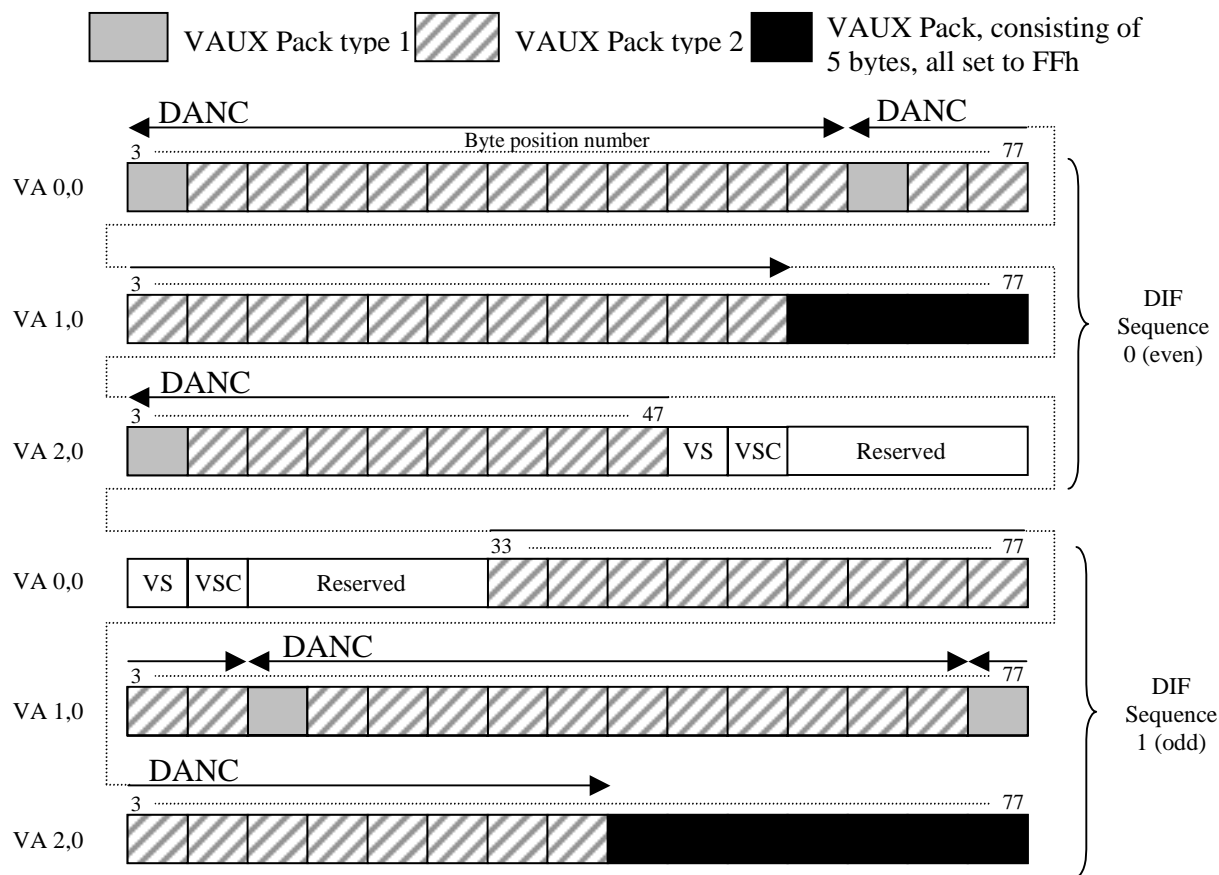 VAUX Pack type 1
VAUX Pack type 2
VAUX Pack, consisting of
5 bytes, all set to FFh
DANC
DANC
Byte position number
3
77
VA 0,0
3
77
VA 1,0
DIF
Sequence
0 (even)
DANC
3
47
VA 2,0
VS
VSC
Reserved
33
77
VA 0,0
VS
VSC
Reserved
DANC
3
77
VA 1,0
DIF
Sequence
1 (odd)
DANC
3
77
VA 2,0